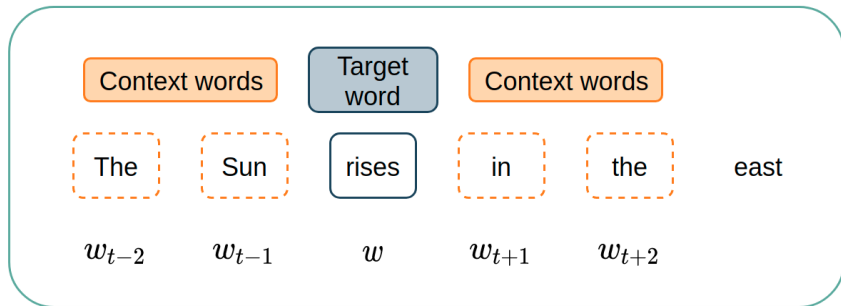 Context words Target word Context words
The Sun rises in the east
w_{t-2} w_{t-1} w w_{t+1} w_{t+2}